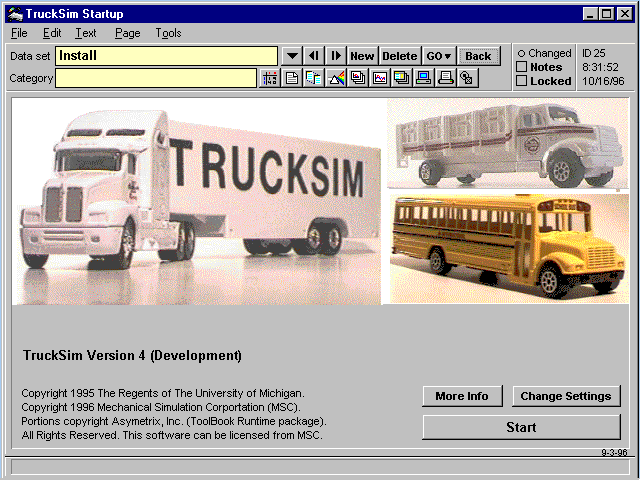 TruckSim Startup
File Edit Text Page Tools
Data set Install New Delete GO Back Changed ID 25
Notes 8:31:52
Category Locked 10/16/96
TRUCKSIM
SCHOOL BUS
TruckSim Version 4 (Development)
Copyright 1995 The Regents of The University of Michigan.
Copyright 1996 Mechanical Simulation Corportation (MSC).
Portions copyright Asymetrix, Inc. (ToolBook Runtime package).
All Rights Reserved. This software can be licensed from MSC.
More Info Change Settings
Start
9-3-96